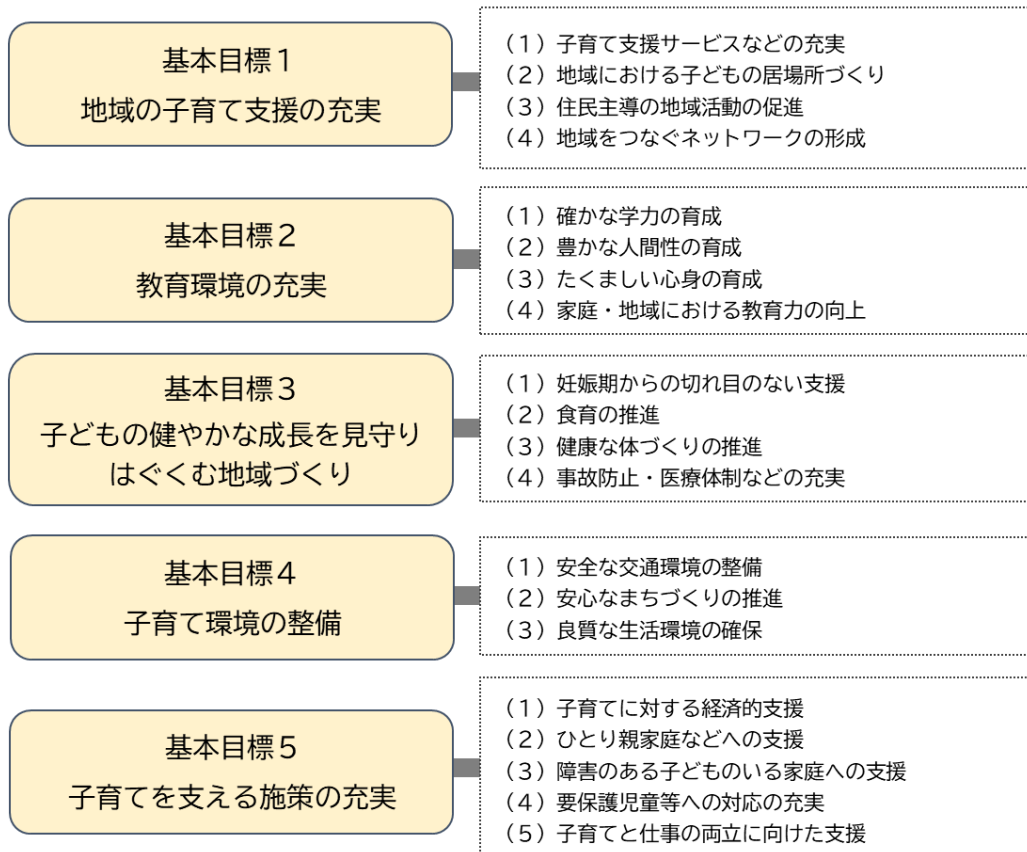 基本目標１
地域の子育て支援の充実
（１）子育て支援サービスなどの充実
（２）地域における子どもの居場所づくり
（３）住民主導の地域活動の促進
（４）地域をつなぐネットワークの形成
基本目標２
教育環境の充実
（１）確かな学力の育成
（２）豊かな人間性の育成
（３）たくましい心身の育成
（４）家庭・地域における教育力の向上
基本目標３
子どもの健やかな成長を見守り
はぐくむ地域づくり
（１）妊娠期からの切れ目のない支援
（２）食育の推進
（３）健康な体づくりの推進
（４）事故防止・医療体制などの充実
基本目標４
子育て環境の整備
（１）安全な交通環境の整備
（２）安心なまちづくりの推進
（３）良質な生活環境の確保
基本目標５
子育てを支える施策の充実
（１）子育てに対する経済的支援
（２）ひとり親家庭などへの支援
（３）障害のある子どものいる家庭への支援
（４）要保護児童等への対応の充実
（５）子育てと仕事の両立に向けた支援